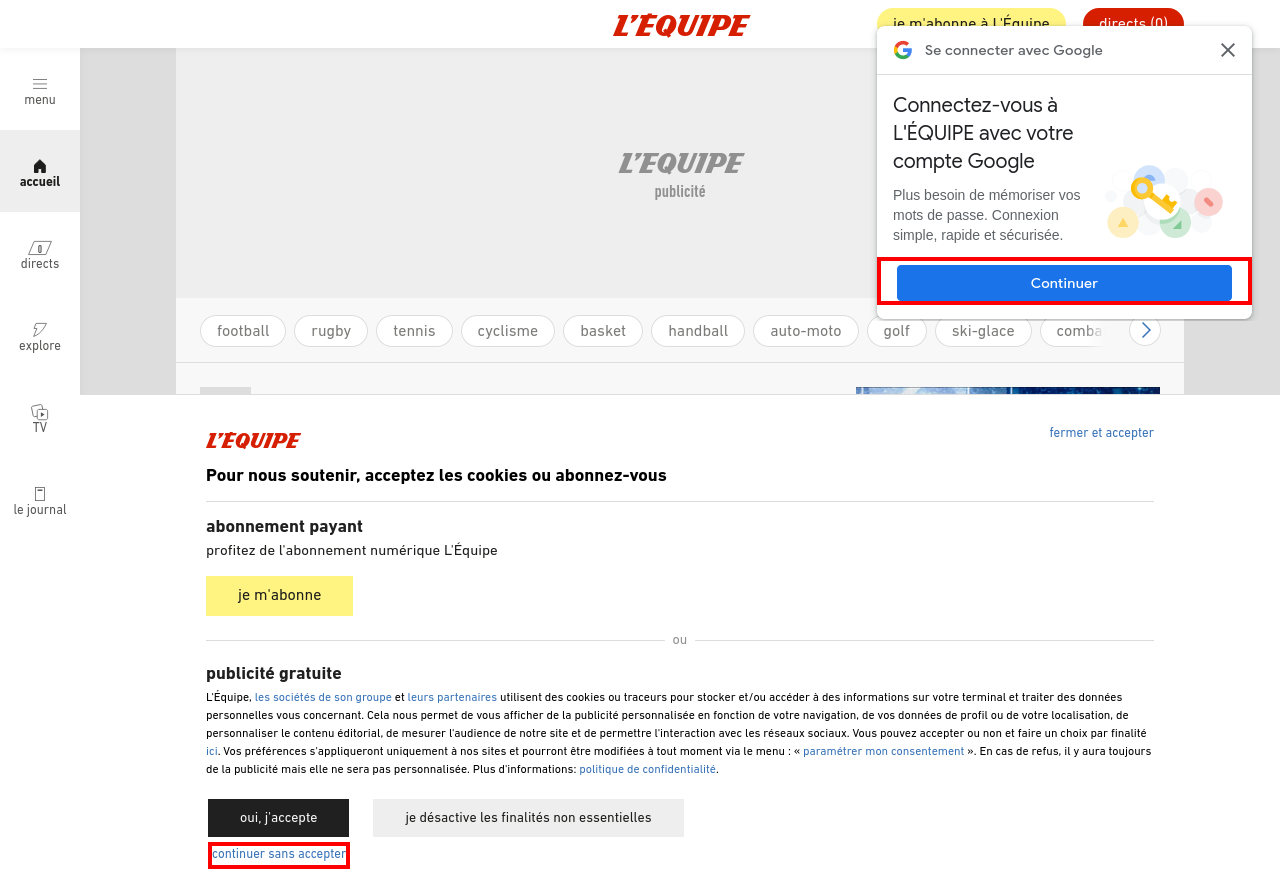 L'ÉQUIPE
je m'abonne à L'Équipe
directs (0)
Se connecter avec Google
Connectez-vous à
L'ÉQUIPE avec votre
compte Google
Plus besoin de mémoriser vos
mots de passe. Connexion
simple, rapide et sécurisée.
Continuer
menu
accueil
0
directs
explore
TV
le journal
L'EQUIPE
publicité
football
rugby
tennis
cyclisme
basket
handball
auto-moto
golf
ski-glace
comba
L'ÉQUIPE
fermer et accepter
Pour nous soutenir, acceptez les cookies ou abonnez-vous
abonnement payant
profitez de l'abonnement numérique L'Équipe
je m'abonne
ou
publicité gratuite
L'Équipe, les sociétés de son groupe et leurs partenaires utilisent des cookies ou traceurs pour stocker et/ou accéder à des informations sur votre terminal et traiter des données
personnelles vous concernant. Cela nous permet de vous afficher de la publicité personnalisée en fonction de votre navigation, de vos données de profil ou de votre localisation, de
personnaliser le contenu éditorial, de mesurer l'audience de notre site et de permettre l'interaction avec les réseaux sociaux. Vous pouvez accepter ou non et faire un choix par finalité
ici. Vos préférences s'appliqueront uniquement à nos sites et pourront être modifiées à tout moment via le menu : « paramétrer mon consentement ». En cas de refus, il y aura toujours
de la publicité mais elle ne sera pas personnalisée. Plus d'informations: politique de confidentialité.
oui, j'accepte
je désactive les finalités non essentielles
continuer sans accepter